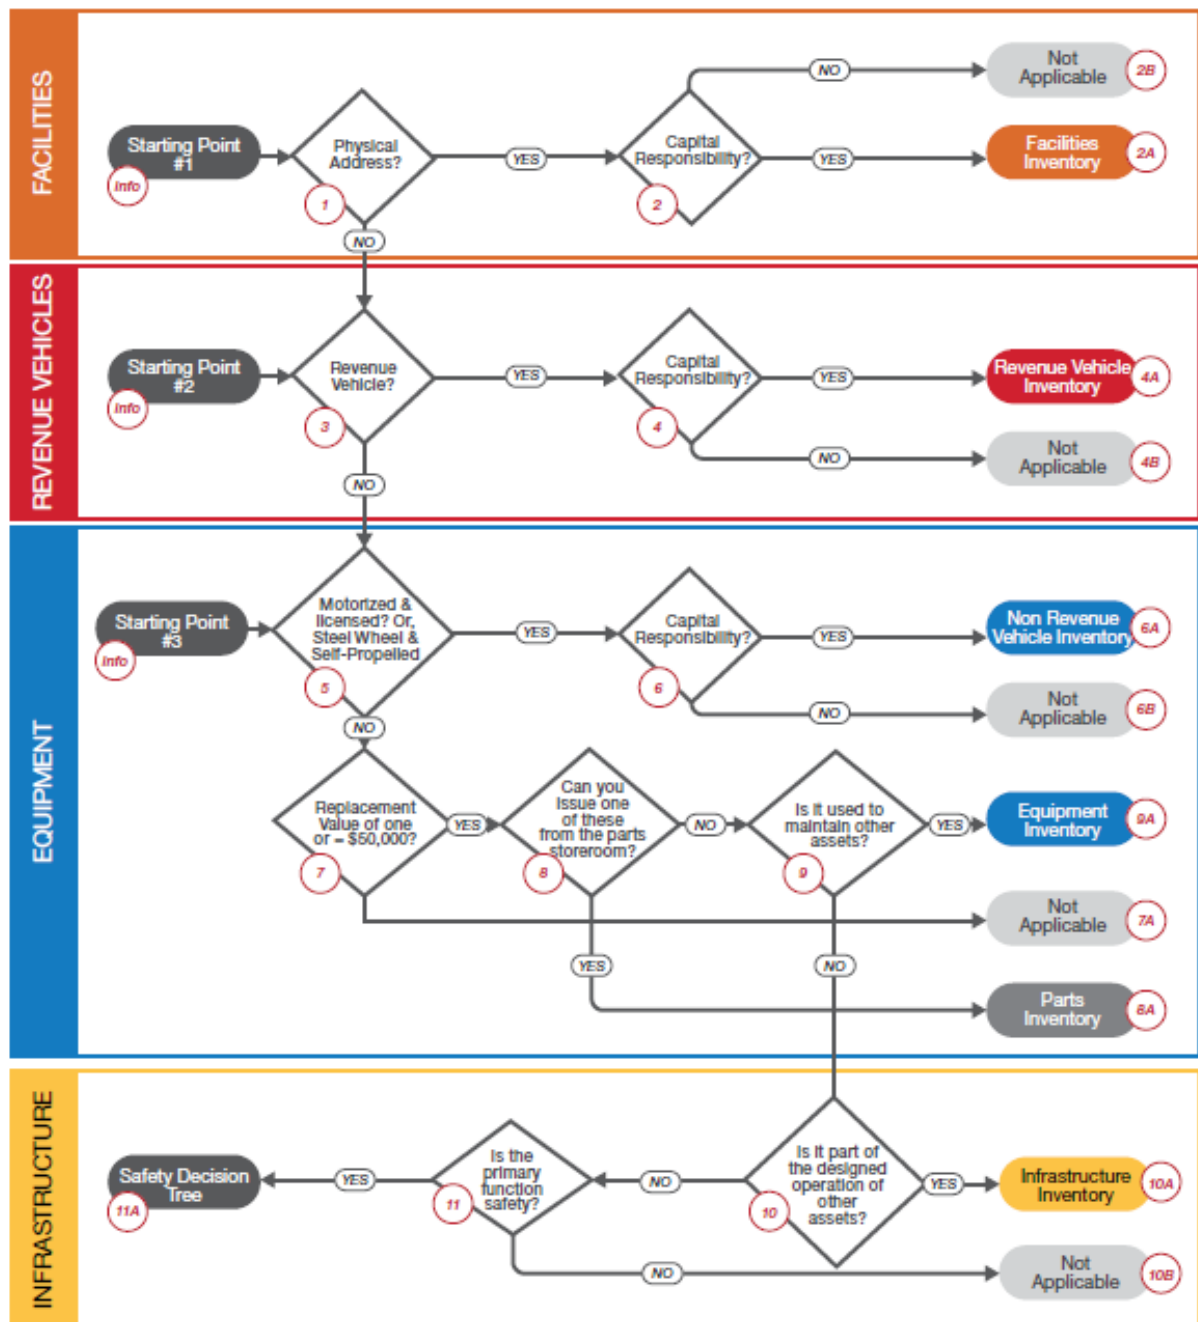 FACILITIES
NO
Not
Applicable
2B
Starting Point
#1
Info
Physical
Address?
1
YES
Capital
Responsibility?
2
YES
Facilities
Inventory
2A
NO
REVENUE VEHICLES
Starting Point
#2
Info
Revenue
Vehicle?
3
YES
Capital
Responsibility?
4
YES
Revenue Vehicle
Inventory
4A
NO
Not
Applicable
4B
NO
EQUIPMENT
Starting Point
#3
Info
Motorized &
licensed? Or,
Steel Wheel &
Self-Propelled
5
YES
Capital
Responsibility?
6
YES
Non Revenue
Vehicle Inventory
6A
NO
Not
Applicable
6B
NO
Replacement
Value of one
or = $50,000?
7
YES
Can you
issue one
of these
from the parts
storeroom?
8
NO
Is it used to
maintain other
assets?
9
YES
Equipment
Inventory
9A
Not
Applicable
7A
YES
NO
Parts
Inventory
8A
INFRASTRUCTURE
Safety Decision
Tree
11A
YES
Is the
primary
function
safety?
11
NO
Is it part of
the designed
operation of
other
assets?
10
YES
Infrastructure
Inventory
10A
NO
Not
Applicable
10B